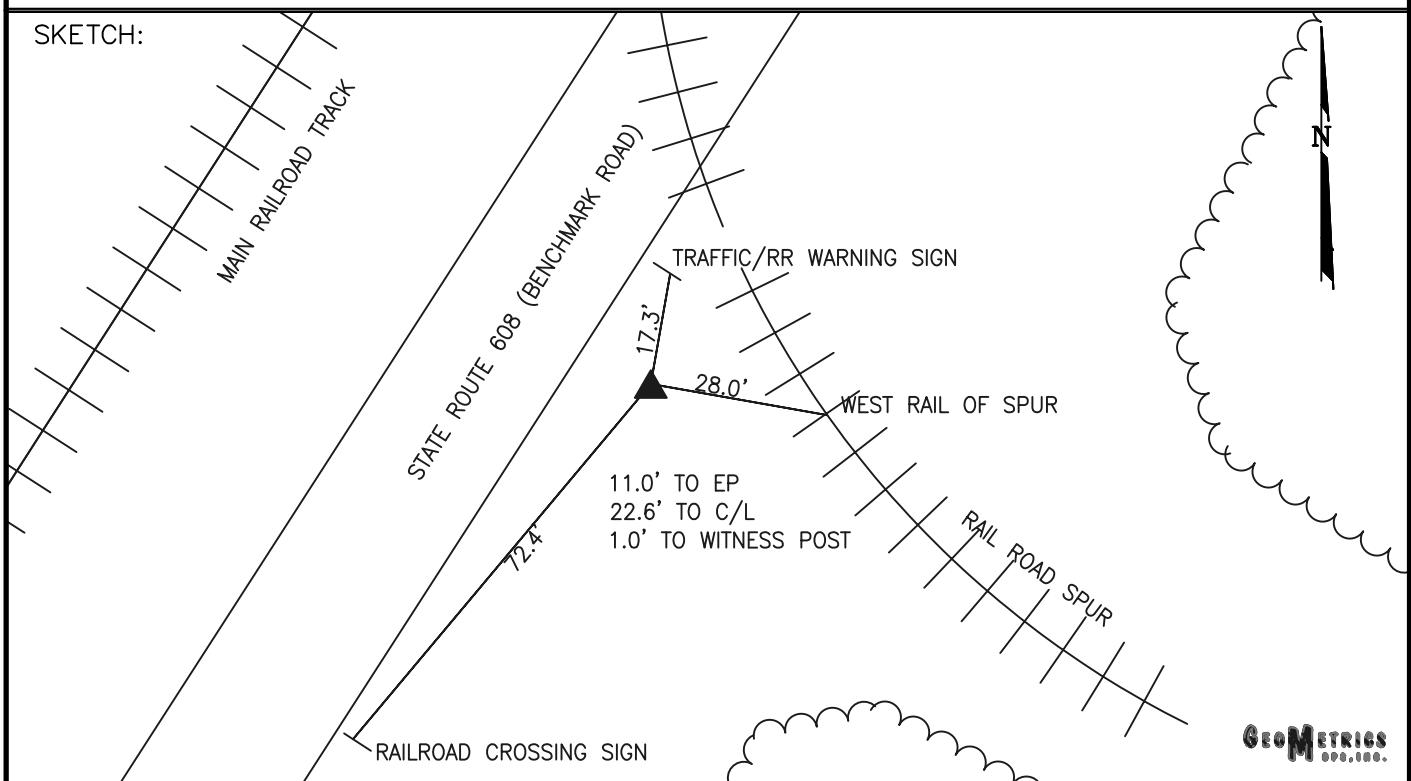 SKETCH:
MAIN RAILROAD TRACK
STATE ROUTE 608 (BENCHMARK ROAD)
N
TRAFFIC/RR WARNING SIGN
17.3'
28.0'
WEST RAIL OF SPUR
11.0' TO EP
22.6' TO C/L
1.0' TO WITNESS POST
72.4'
RAIL ROAD SPUR
RAILROAD CROSSING SIGN
GEOMETRICS
GPS, INC.